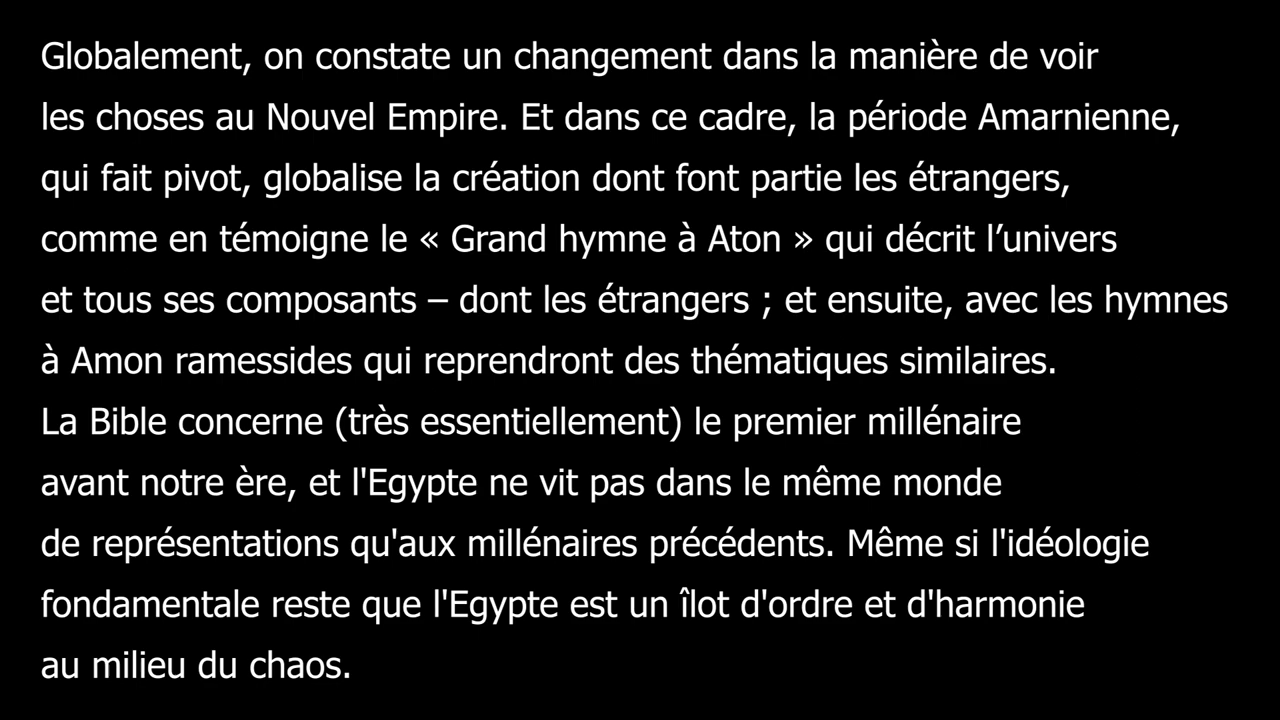 Globalement, on constate un changement dans la manière de voir
les choses au Nouvel Empire. Et dans ce cadre, la période Amarnienne,
qui fait pivot, globalise la création dont font partie les étrangers,
comme en témoigne le « Grand hymne à Aton » qui décrit l’univers
et tous ses composants – dont les étrangers ; et ensuite, avec les hymnes
à Amon ramessides qui reprendront des thématiques similaires.
La Bible concerne (très essentiellement) le premier millénaire
avant notre ère, et l'Egypte ne vit pas dans le même monde
de représentations qu'aux millénaires précédents. Même si l'idéologie
fondamentale reste que l'Egypte est un îlot d'ordre et d'harmonie
au milieu du chaos.